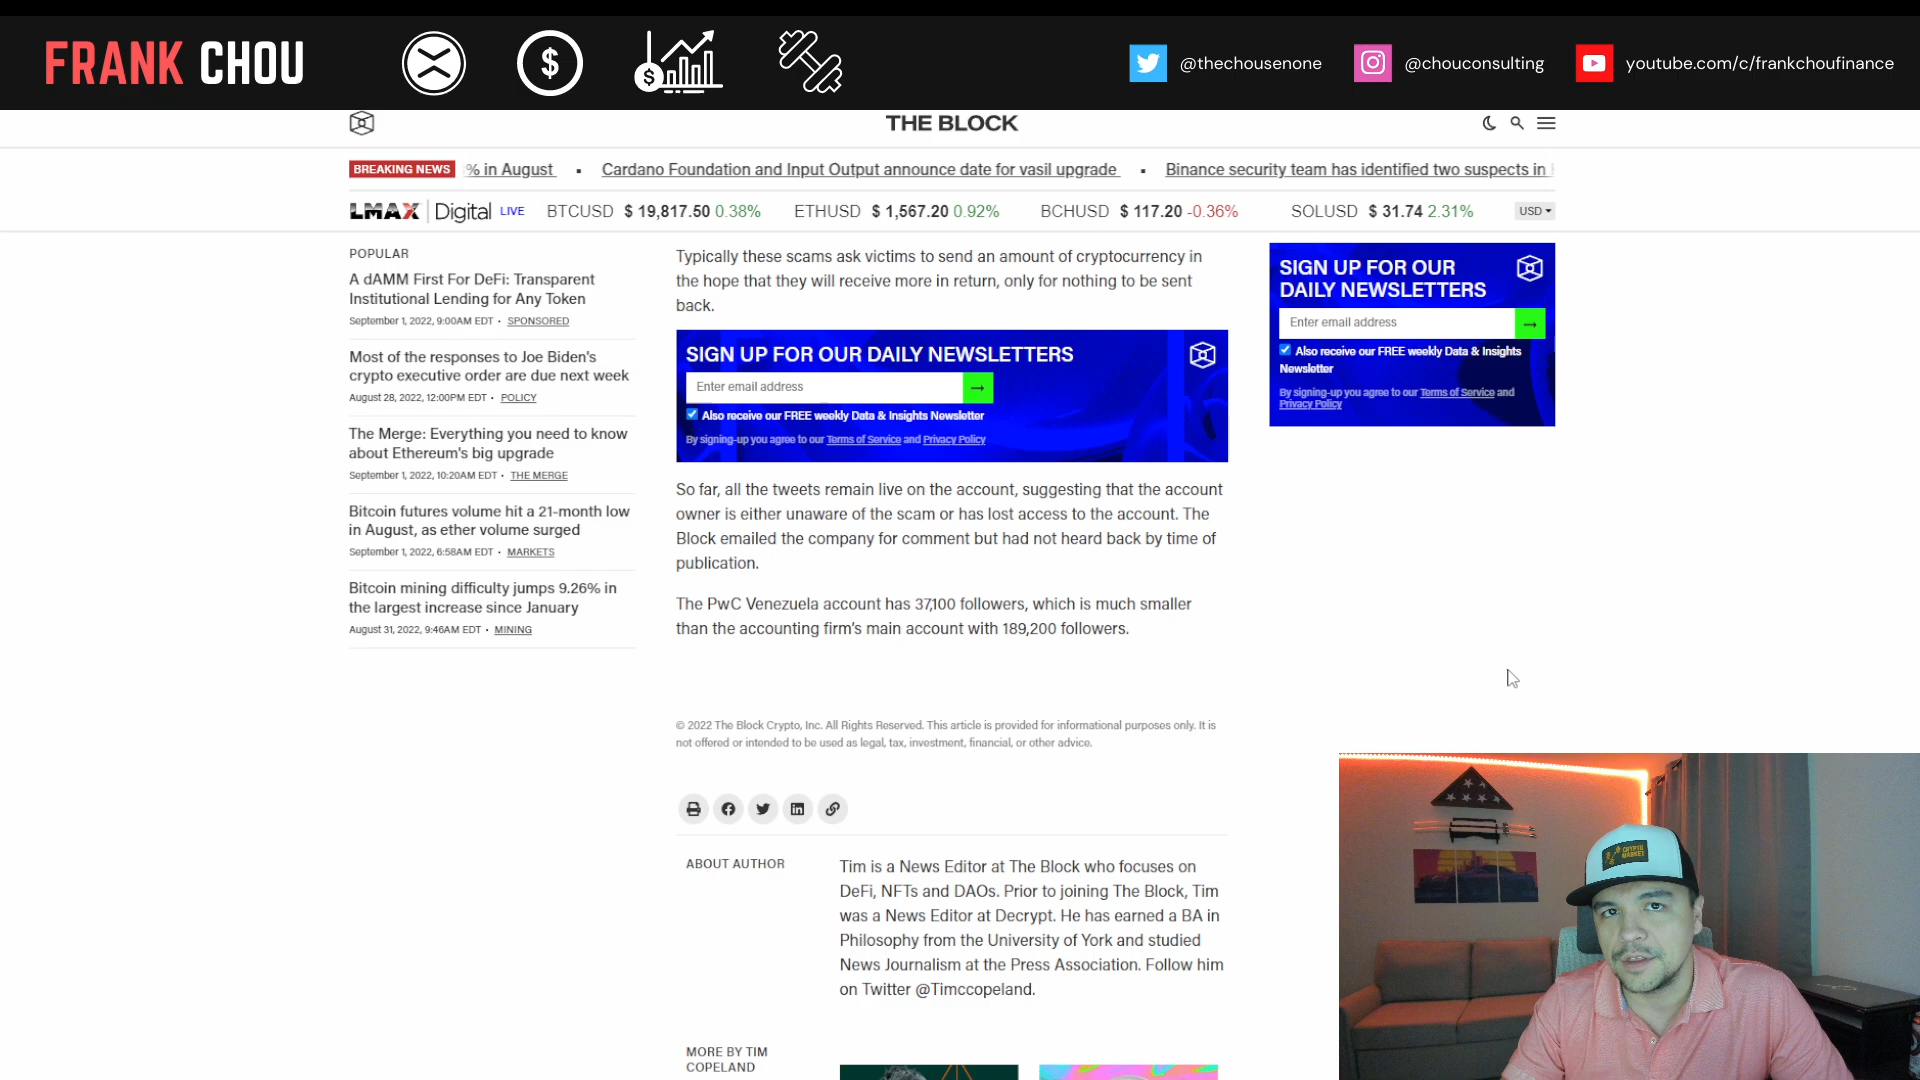 FRANK CHOU
@thechousenone
@chouconsulting
youtube.com/c/frankchoufinance
THE BLOCK
BREAKING NEWS
% in August
Cardano Foundation and Input Output announce date for vasil upgrade
Binance security team has identified two suspects in
LMAX Digital LIVE
BTCUSD $ 19,817.50 0.38%
ETHUSD $ 1,567.20 0.92%
BCHUSD $ 117.20 -0.36%
SOLUSD $ 31.74 2.31%
USD
POPULAR
A dAMM First For DeFi: Transparent
Institutional Lending for Any Token
September 1, 2022, 9:00AM EDT • SPONSORED
Most of the responses to Joe Biden's
crypto executive order are due next week
August 28, 2022, 12:00PM EDT • POLICY
The Merge: Everything you need to know
about Ethereum's big upgrade
September 1, 2022, 10:20AM EDT • THE MERGE
Bitcoin futures volume hit a 21-month low
in August, as ether volume surged
September 1, 2022, 6:58AM EDT • MARKETS
Bitcoin mining difficulty jumps 9.26% in
the largest increase since January
August 31, 2022, 9:46AM EDT • MINING
Typically these scams ask victims to send an amount of cryptocurrency in
the hope that they will receive more in return, only for nothing to be sent
back.
SIGN UP FOR OUR DAILY NEWSLETTERS
Enter email address
Also receive our FREE weekly Data & Insights Newsletter
By signing-up you agree to our Terms of Service and Privacy Policy
So far, all the tweets remain live on the account, suggesting that the account
owner is either unaware of the scam or has lost access to the account. The
Block emailed the company for comment but had not heard back by time of
publication.
The PwC Venezuela account has 37,100 followers, which is much smaller
than the accounting firm's main account with 189,200 followers.
© 2022 The Block Crypto, Inc. All Rights Reserved. This article is provided for informational purposes only. It is
not offered or intended to be used as legal, tax, investment, financial, or other advice.
ABOUT AUTHOR
Tim is a News Editor at The Block who focuses on
DeFi, NFTs and DAOs. Prior to joining The Block, Tim
was a News Editor at Decrypt. He has earned a BA in
Philosophy from the University of York and studied
News Journalism at the Press Association. Follow him
on Twitter @Timccopeland.
MORE BY TIM
COPELAND
SIGN UP FOR OUR
DAILY NEWSLETTERS
Enter email address
Also receive our FREE weekly Data & Insights
Newsletter
By signing-up you agree to our Terms of Service and
Privacy Policy
CRYPTO
MARKET